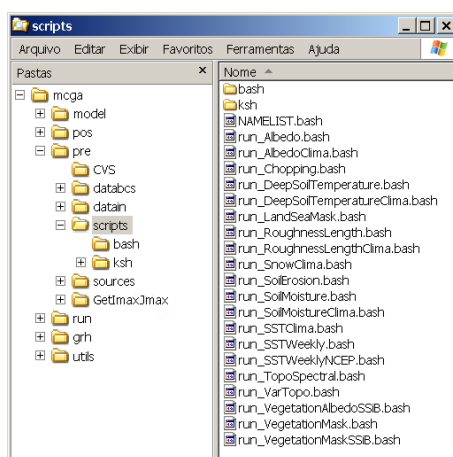 scripts
Arquivo Editar Exibir Favoritos Ferramentas Ajuda
Pastas
mcga
model
pos
pre
CVS
databcs
datain
scripts
bash
ksh
sources
GetImaxJmax
run
grh
utils
Nome
bash
ksh
NAMELIST.bash
run_Albedo.bash
run_AlbedoClima.bash
run_Chopping.bash
run_DeepSoilTemperature.bash
run_DeepSoilTemperatureClima.bash
run_LandSeaMask.bash
run_RoughnessLength.bash
run_RoughnessLengthClima.bash
run_SnowClima.bash
run_SoilErosion.bash
run_SoilMoisture.bash
run_SoilMoistureClima.bash
run_SSTClima.bash
run_SSTWeekly.bash
run_SSTWeeklyNCEP.bash
run_TopoSpectral.bash
run_VarTopo.bash
run_VegetationAlbedoSSiB.bash
run_VegetationMask.bash
run_VegetationMaskSSiB.bash